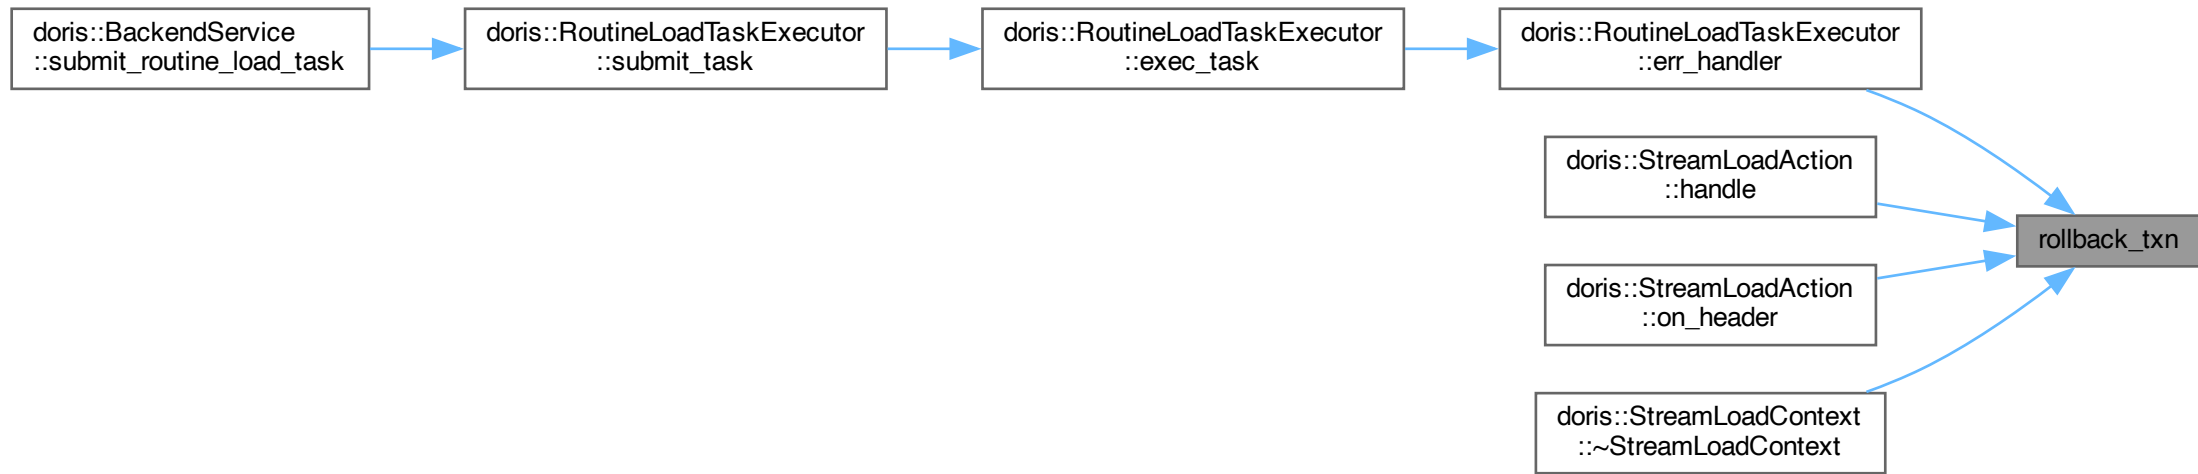 doris::BackendService
::submit_routine_load_task
doris::RoutineLoadTaskExecutor
::submit_task
doris::RoutineLoadTaskExecutor
::exec_task
doris::RoutineLoadTaskExecutor
::err_handler
doris::StreamLoadAction
::handle
rollback_txn
doris::StreamLoadAction
::on_header
doris::StreamLoadContext
::~StreamLoadContext